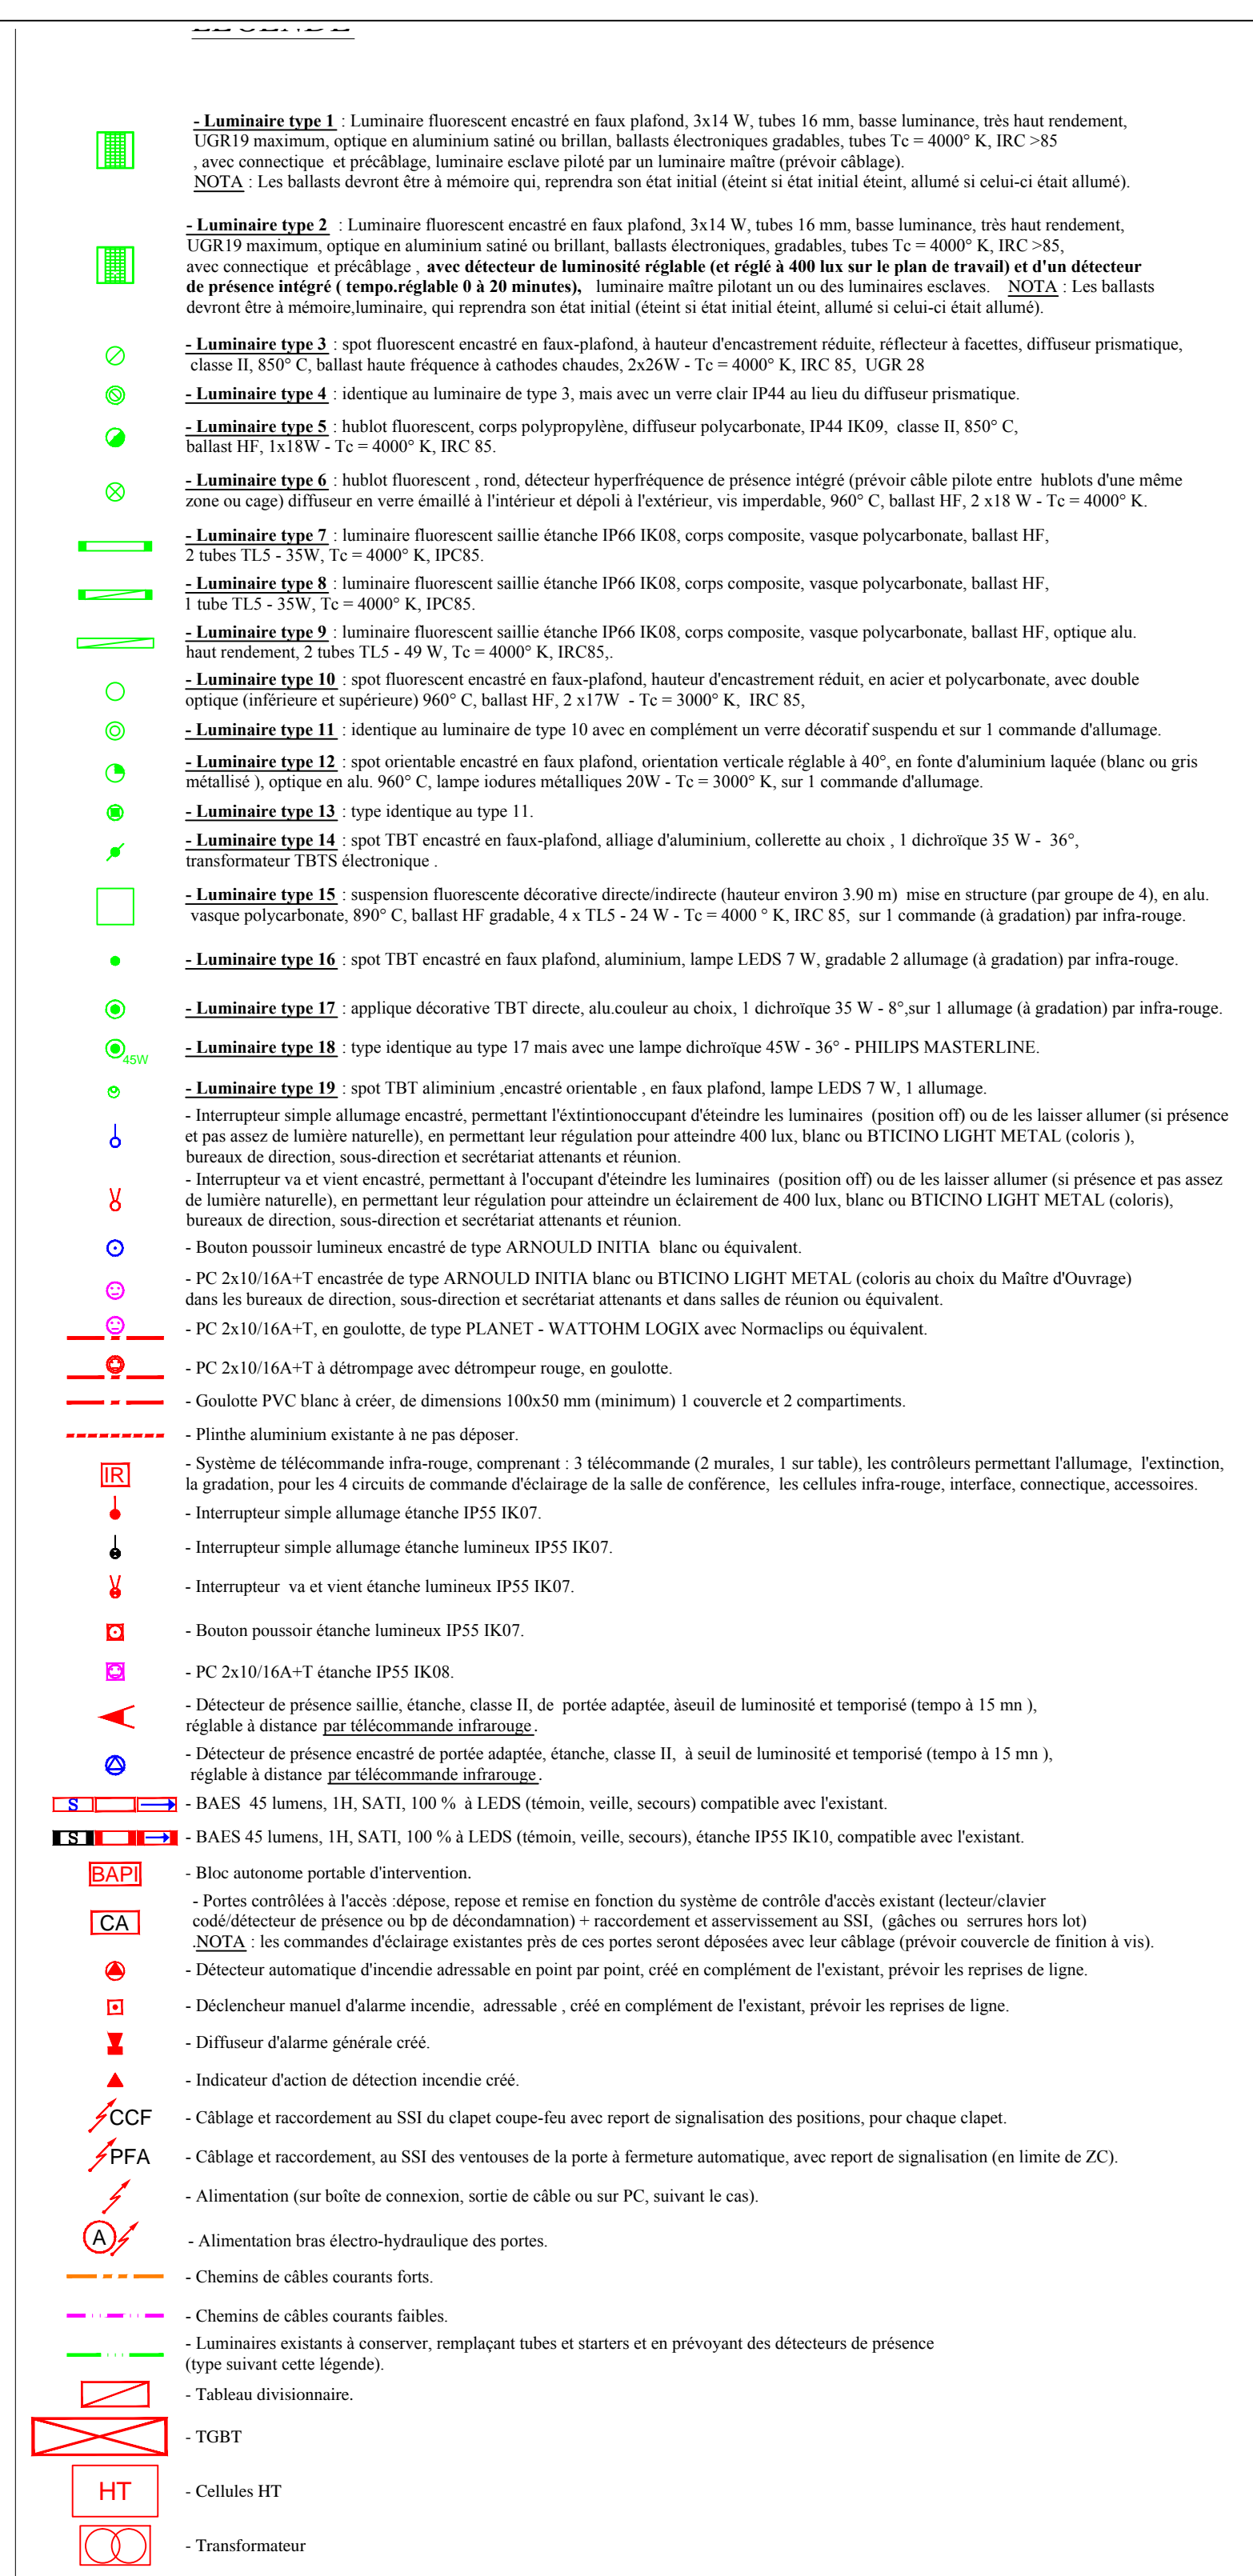 LEGENDE
- Luminaire type 1 : Luminaire fluorescent encastré en faux plafond, 3x14 W, tubes 16 mm, basse luminance, très haut rendement,
UGR19 maximum, optique en aluminium satiné ou brillan, ballasts électroniques gradables, tubes Tc = 4000° K, IRC >85
, avec connectique et précâblage, luminaire esclave piloté par un luminaire maître (prévoir câblage).
NOTA : Les ballasts devront être à mémoire qui, reprendra son état initial (éteint si état initial éteint, allumé si celui-ci était allumé).
- Luminaire type 2 : Luminaire fluorescent encastré en faux plafond, 3x14 W, tubes 16 mm, basse luminance, très haut rendement,
UGR19 maximum, optique en aluminium satiné ou brillant, ballasts électroniques, gradables, tubes Tc = 4000° K, IRC >85,
avec connectique et précâblage , avec détecteur de luminosité réglable (et réglé à 400 lux sur le plan de travail) et d'un détecteur
de présence intégré ( tempo.réglable 0 à 20 minutes), luminaire maître pilotant un ou des luminaires esclaves. NOTA : Les ballasts
devront être à mémoire,luminaire, qui reprendra son état initial (éteint si état initial éteint, allumé si celui-ci était allumé).
- Luminaire type 3 : spot fluorescent encastré en faux-plafond, à hauteur d'encastrement réduite, réflecteur à facettes, diffuseur prismatique,
classe II, 850° C, ballast haute fréquence à cathodes chaudes, 2x26W - Tc = 4000° K, IRC 85, UGR 28
- Luminaire type 4 : identique au luminaire de type 3, mais avec un verre clair IP44 au lieu du diffuseur prismatique.
- Luminaire type 5 : hublot fluorescent, corps polypropylène, diffuseur polycarbonate, IP44 IK09, classe II, 850° C,
ballast HF, 1x18W - Tc = 4000° K, IRC 85.
- Luminaire type 6 : hublot fluorescent , rond, détecteur hyperfréquence de présence intégré (prévoir câble pilote entre hublots d'une même
zone ou cage) diffuseur en verre émaillé à l'intérieur et dépoli à l'extérieur, vis imperdable, 960° C, ballast HF, 2 x18 W - Tc = 4000° K.
- Luminaire type 7 : luminaire fluorescent saillie étanche IP66 IK08, corps composite, vasque polycarbonate, ballast HF,
2 tubes TL5 - 35W, Tc = 4000° K, IPC85.
- Luminaire type 8 : luminaire fluorescent saillie étanche IP66 IK08, corps composite, vasque polycarbonate, ballast HF,
1 tube TL5 - 35W, Tc = 4000° K, IPC85.
- Luminaire type 9 : luminaire fluorescent saillie étanche IP66 IK08, corps composite, vasque polycarbonate, ballast HF, optique alu.
haut rendement, 2 tubes TL5 - 49 W, Tc = 4000° K, IRC85,.
- Luminaire type 10 : spot fluorescent encastré en faux-plafond, hauteur d'encastrement réduit, en acier et polycarbonate, avec double
optique (inférieure et supérieure) 960° C, ballast HF, 2 x17W - Tc = 3000° K, IRC 85,
- Luminaire type 11 : identique au luminaire de type 10 avec en complément un verre décoratif suspendu et sur 1 commande d'allumage.
- Luminaire type 12 : spot orientable encastré en faux plafond, orientation verticale réglable à 40°, en fonte d'aluminium laquée (blanc ou gris
métallisé ), optique en alu. 960° C, lampe iodures métalliques 20W - Tc = 3000° K, sur 1 commande d'allumage.
- Luminaire type 13 : type identique au type 11.
- Luminaire type 14 : spot TBT encastré en faux-plafond, alliage d'aluminium, collerette au choix , 1 dichroïque 35 W - 36°,
transformateur TBTS électronique .
- Luminaire type 15 : suspension fluorescente décorative directe/indirecte (hauteur environ 3.90 m) mise en structure (par groupe de 4), en alu.
vasque polycarbonate, 890° C, ballast HF gradable, 4 x TL5 - 24 W - Tc = 4000 ° K, IRC 85, sur 1 commande (à gradation) par infra-rouge.
- Luminaire type 16 : spot TBT encastré en faux plafond, aluminium, lampe LEDS 7 W, gradable 2 allumage (à gradation) par infra-rouge.
- Luminaire type 17 : applique décorative TBT directe, alu.couleur au choix, 1 dichroïque 35 W - 8°,sur 1 allumage (à gradation) par infra-rouge.
45W - Luminaire type 18 : type identique au type 17 mais avec une lampe dichroïque 45W - 36° - PHILIPS MASTERLINE.
- Luminaire type 19 : spot TBT aliminium ,encastré orientable , en faux plafond, lampe LEDS 7 W, 1 allumage.
- Interrupteur simple allumage encastré, permettant l'éxtintionoccupant d'éteindre les luminaires (position off) ou de les laisser allumer (si présence
et pas assez de lumière naturelle), en permettant leur régulation pour atteindre 400 lux, blanc ou BTICINO LIGHT METAL (coloris ),
bureaux de direction, sous-direction et secrétariat attenants et réunion.
- Interrupteur va et vient encastré, permettant à l'occupant d'éteindre les luminaires (position off) ou de les laisser allumer (si présence et pas assez
de lumière naturelle), en permettant leur régulation pour atteindre un éclairement de 400 lux, blanc ou BTICINO LIGHT METAL (coloris),
bureaux de direction, sous-direction et secrétariat attenants et réunion.
- Bouton poussoir lumineux encastré de type ARNOULD INITIA blanc ou équivalent.
- PC 2x10/16A+T encastrée de type ARNOULD INITIA blanc ou BTICINO LIGHT METAL (coloris au choix du Maître d'Ouvrage)
dans les bureaux de direction, sous-direction et secrétariat attenants et dans salles de réunion ou équivalent.
- PC 2x10/16A+T, en goulotte, de type PLANET - WATTOHM LOGIX avec Normaclips ou équivalent.
- PC 2x10/16A+T à détrompage avec détrompeur rouge, en goulotte.
- Goulotte PVC blanc à créer, de dimensions 100x50 mm (minimum) 1 couvercle et 2 compartiments.
- Plinthe aluminium existante à ne pas déposer.
IR - Système de télécommande infra-rouge, comprenant : 3 télécommande (2 murales, 1 sur table), les contrôleurs permettant l'allumage, l'extinction,
la gradation, pour les 4 circuits de commande d'éclairage de la salle de conférence, les cellules infra-rouge, interface, connectique, accessoires.
- Interrupteur simple allumage étanche IP55 IK07.
- Interrupteur simple allumage étanche lumineux IP55 IK07.
- Interrupteur va et vient étanche lumineux IP55 IK07.
- Bouton poussoir étanche lumineux IP55 IK07.
- PC 2x10/16A+T étanche IP55 IK08.
- Détecteur de présence saillie, étanche, classe II, de portée adaptée, àseuil de luminosité et temporisé (tempo à 15 mn ),
réglable à distance par télécommande infrarouge.
- Détecteur de présence encastré de portée adaptée, étanche, classe II, à seuil de luminosité et temporisé (tempo à 15 mn ),
réglable à distance par télécommande infrarouge.
S - BAES 45 lumens, 1H, SATI, 100 % à LEDS (témoin, veille, secours) compatible avec l'existant.
S - BAES 45 lumens, 1H, SATI, 100 % à LEDS (témoin, veille, secours), étanche IP55 IK10, compatible avec l'existant.
BAPI - Bloc autonome portable d'intervention.
- Portes contrôlées à l'accès :dépose, repose et remise en fonction du système de contrôle d'accès existant (lecteur/clavier
CA codé/détecteur de présence ou bp de décondamnation) + raccordement et asservissement au SSI, (gâches ou serrures hors lot)
.NOTA : les commandes d'éclairage existantes près de ces portes seront déposées avec leur câblage (prévoir couvercle de finition à vis).
- Détecteur automatique d'incendie adressable en point par point, créé en complément de l'existant, prévoir les reprises de ligne.
- Déclencheur manuel d'alarme incendie, adressable , créé en complément de l'existant, prévoir les reprises de ligne.
- Diffuseur d'alarme générale créé.
- Indicateur d'action de détection incendie créé.
CCF - Câblage et raccordement au SSI du clapet coupe-feu avec report de signalisation des positions, pour chaque clapet.
PFA - Câblage et raccordement, au SSI des ventouses de la porte à fermeture automatique, avec report de signalisation (en limite de ZC).
- Alimentation (sur boîte de connexion, sortie de câble ou sur PC, suivant le cas).
A - Alimentation bras électro-hydraulique des portes.
- Chemins de câbles courants forts.
- Chemins de câbles courants faibles.
- Luminaires existants à conserver, remplaçant tubes et starters et en prévoyant des détecteurs de présence
(type suivant cette légende).
- Tableau divisionnaire.
- TGBT
HT - Cellules HT
- Transformateur